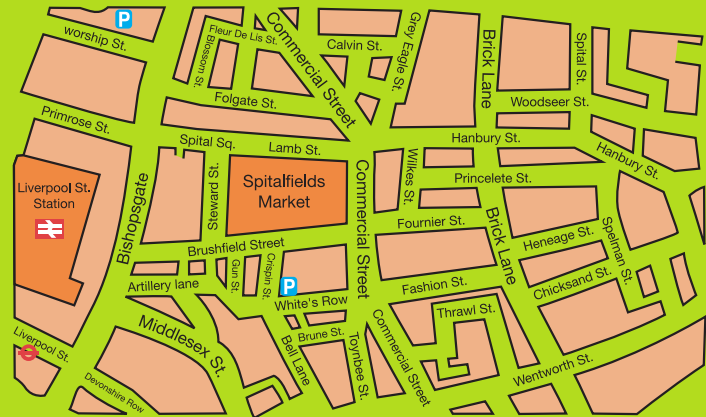 P
worship St.
Fleur De Lis St.
Blossom St.
Commercial Street
Calvin St.
Grey Eagle St.
Brick Lane
Spital St.
Woodseer St.
Folgate St.
Primrose St.
Spital Sq.
Lamb St.
Hanbury St.
Hanbury St.
Wilkes St.
Princelete St.
Liverpool St.
Station
Bishopsgate
Steward St.
Spitalfields
Market
Commercial Street
Fournier St.
Brick Lane
Heneage St.
Spelman St.
Brushfield Street
Artillery lane
Gun St.
Crispin St.
P
White's Row
Fashion St.
Chicksand St.
Thrawl St.
Liverpool St.
Middlesex St.
Bell Lane
Brune St.
Toynbee St.
Commercial Street
Wentworth St.
Devonshire Row